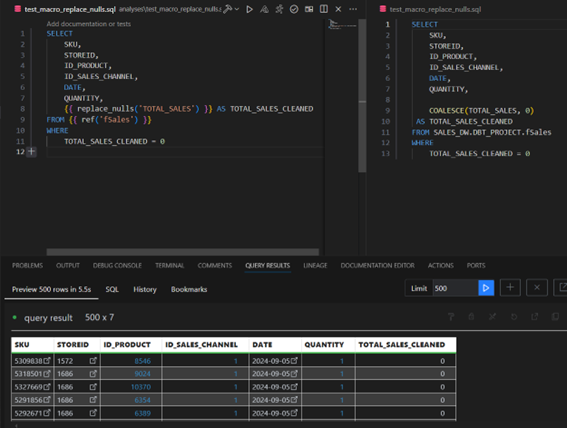 test_macro_replace_nulls.sql analyses\test_macro_replace_nulls.s
Add documentation or tests
1 SELECT
2 SKU,
3 STOREID,
4 ID_PRODUCT,
5 ID_SALES_CHANNEL,
6 DATE,
7 QUANTITY,
8 {{ replace_nulls('TOTAL_SALES') }} AS TOTAL_SALES_CLEANED
9 FROM {{ ref('fSales') }}
10 WHERE
11 TOTAL_SALES_CLEANED = 0
12
test_macro_replace_nulls.sql
1 SELECT
2 SKU,
3 STOREID,
4 ID_PRODUCT,
5 ID_SALES_CHANNEL,
6 DATE,
7 QUANTITY,
8
9 COALESCE(TOTAL_SALES, 0)
10 AS TOTAL_SALES_CLEANED
11 FROM SALES_DW.DBT_PROJECT.fSales
12 WHERE
13 TOTAL_SALES_CLEANED = 0
PROBLEMS OUTPUT DEBUG CONSOLE TERMINAL COMMENTS QUERY RESULTS LINEAGE DOCUMENTATION EDITOR ACTIONS PORTS
Preview 500 rows in 5.5s SQL History Bookmarks Limit 500
query result 500 x 7
SKU STOREID ID_PRODUCT ID_SALES_CHANNEL DATE QUANTITY TOTAL_SALES_CLEANED
5309838 1572 8546 1 2024-09-05 1 0
5318501 1686 9024 1 2024-09-05 1 0
5327669 1686 10370 1 2024-09-05 1 0
5291856 1686 6354 1 2024-09-05 1 0
5292671 1686 6389 1 2024-09-05 1 0